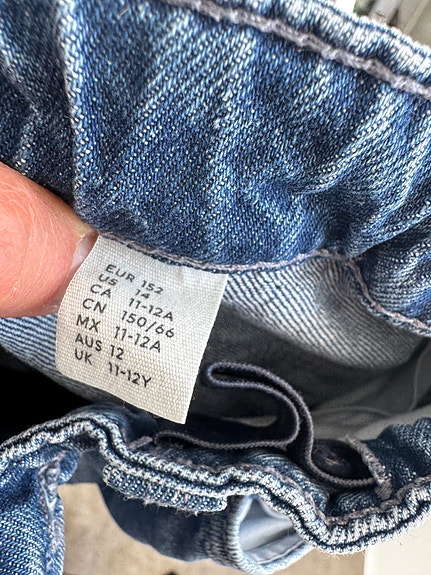 EUR 152
US 14
CA 11-12A
CN 150/66
MX 11-12A
AUS 12
UK 11-12Y